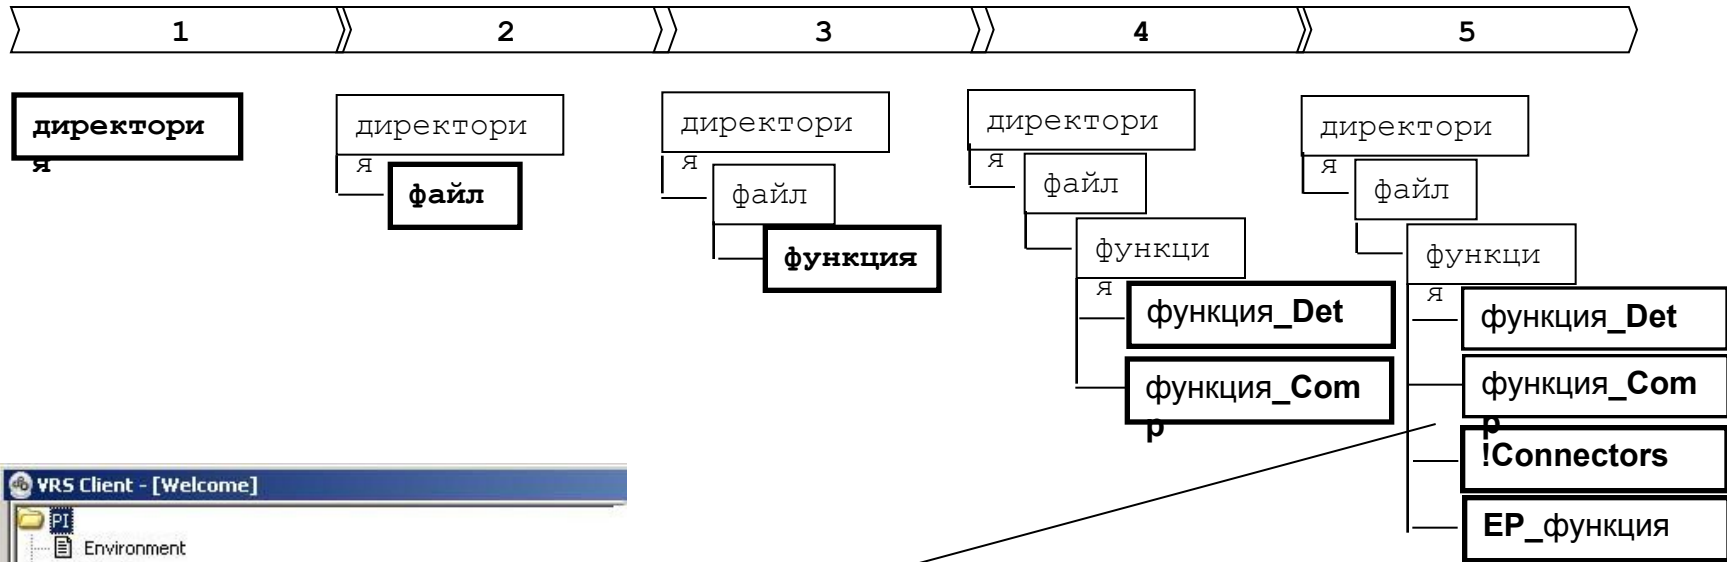 1 2 3 4 5
директори
я
директори
я
файл
директори
я
файл
функция
директори
я
файл
функци
я
функция_Det
функция_Com
p
директори
я
файл
функци
я
функция_Det
функция_Com
p
!Connectors
EP_функция
VRS Client - [Welcome]
PI
Environment